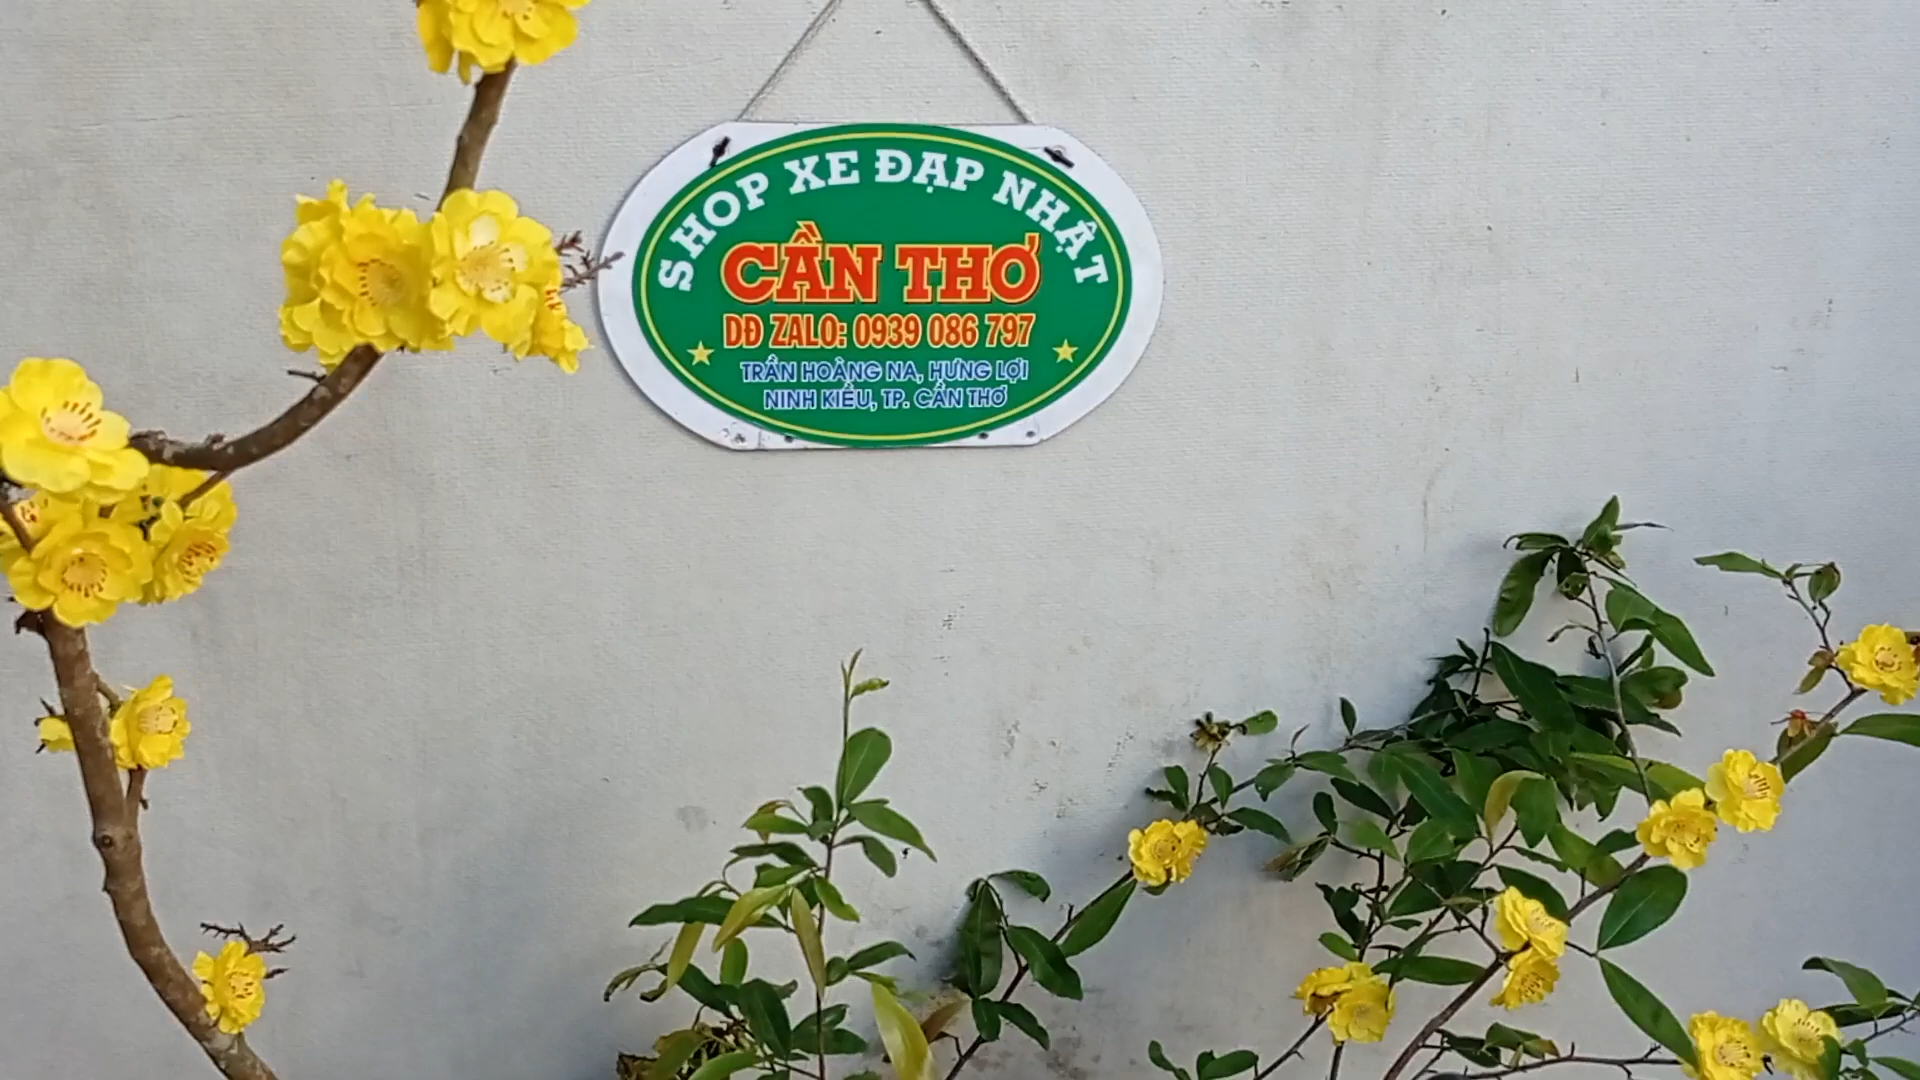 SHOP XE ĐẠP NHẬT
CẦN THƠ
DĐ ZALO: 0939 086 797
TRẦN HOÀNG NA, HƯNG LỢI
NINH KIỀU, TP. CẦN THƠ